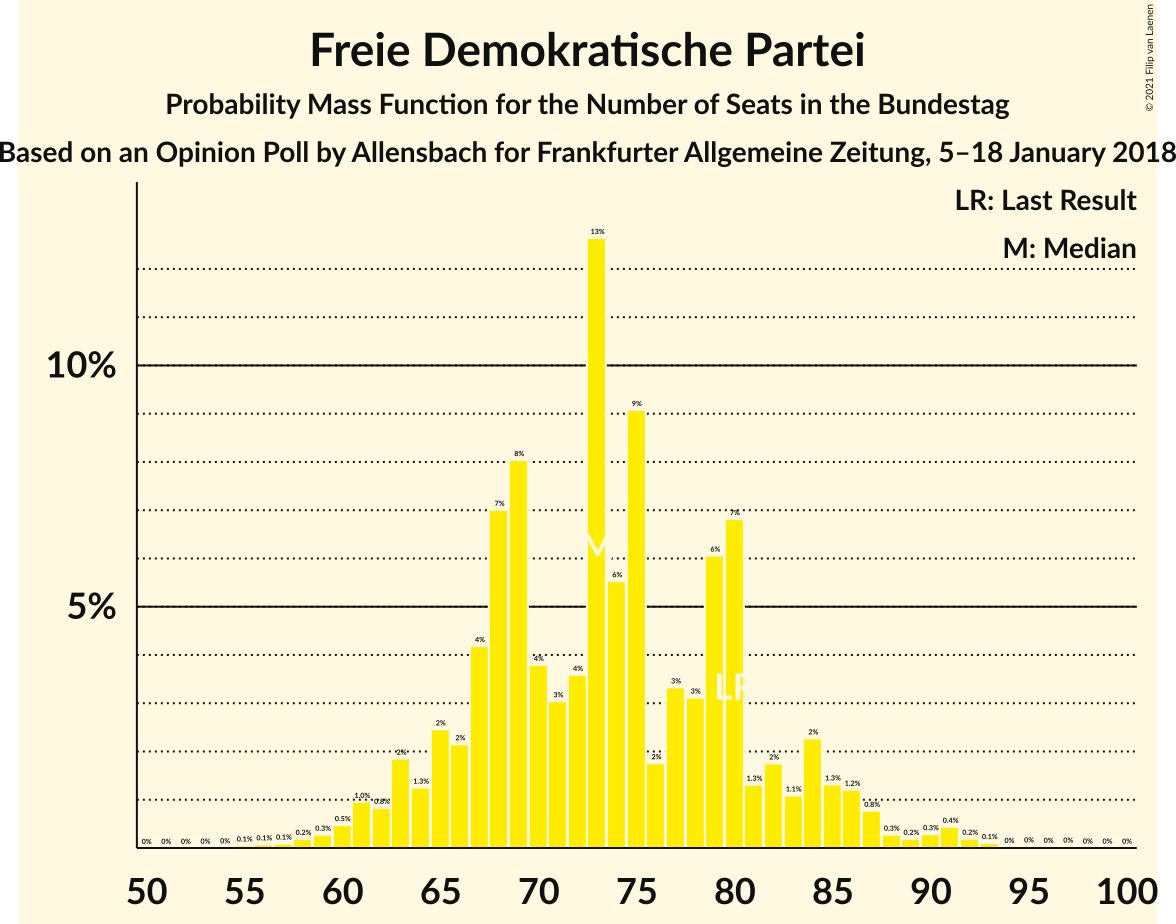 © 2021 Filip van Laenen
Freie Demokratische Partei
Probability Mass Function for the Number of Seats in the Bundestag
Based on an Opinion Poll by Allensbach for Frankfurter Allgemeine Zeitung, 5–18 January 2018
LR: Last Result
M: Median
10%
5%
0% 0% 0% 0% 0% 0.1% 0.1% 0.1% 0.2% 0.3% 0.5% 1.0% 0.8% 2% 1.3% 2% 2% 4% 7% 8% 4% 3% 4% 13% 6% 9% 2% 3% 3% 6% 7% 1.3% 2% 1.1% 2% 1.3% 1.2% 0.8% 0.3% 0.2% 0.3% 0.4% 0.2% 0.1% 0% 0% 0% 0% 0% 0% 0%
M
LR
50 55 60 65 70 75 80 85 90 95 100